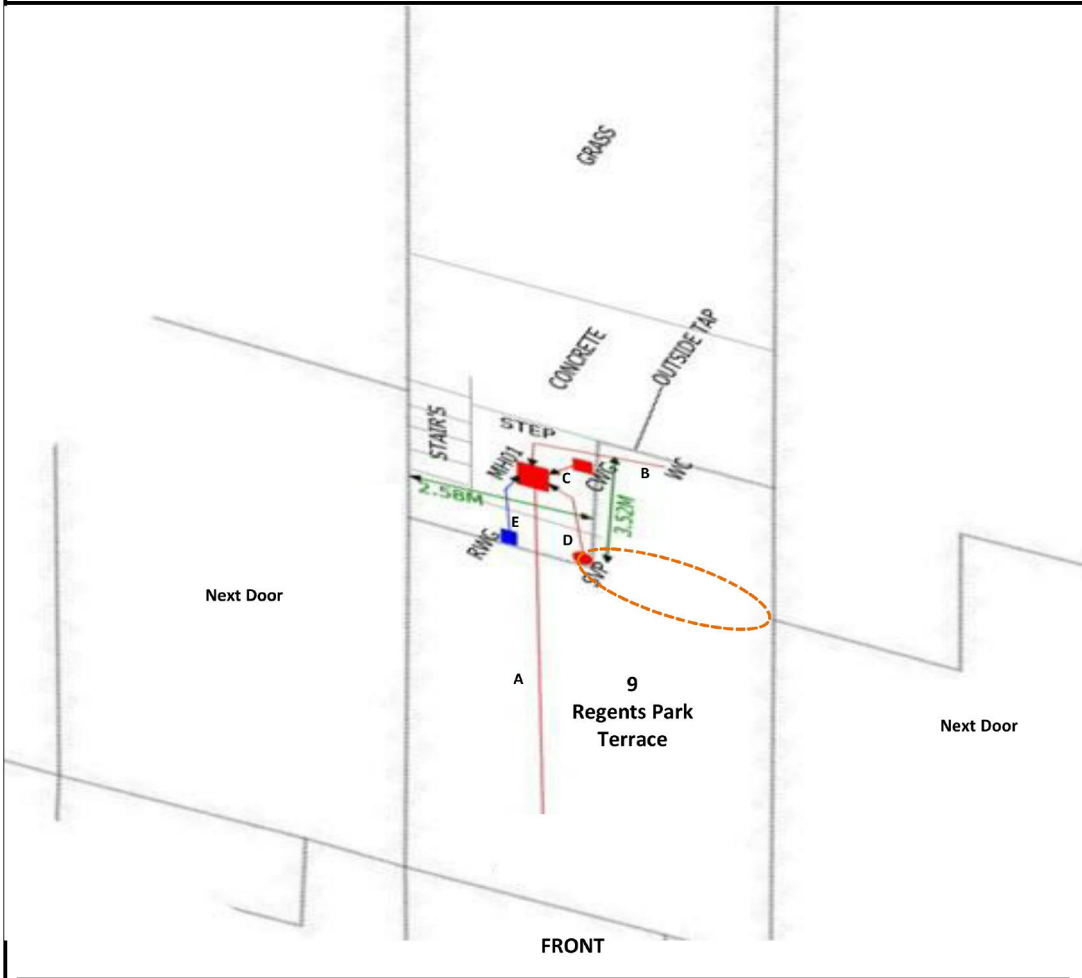 GRASS
CONCRETE
OUTSIDE TAP
STAIR'S
STEP
MH01
C
CWG
B
WC
2.58M
3.52M
E
D
RWG
SVP
Next Door
A
9
Regents Park
Terrace
Next Door
FRONT